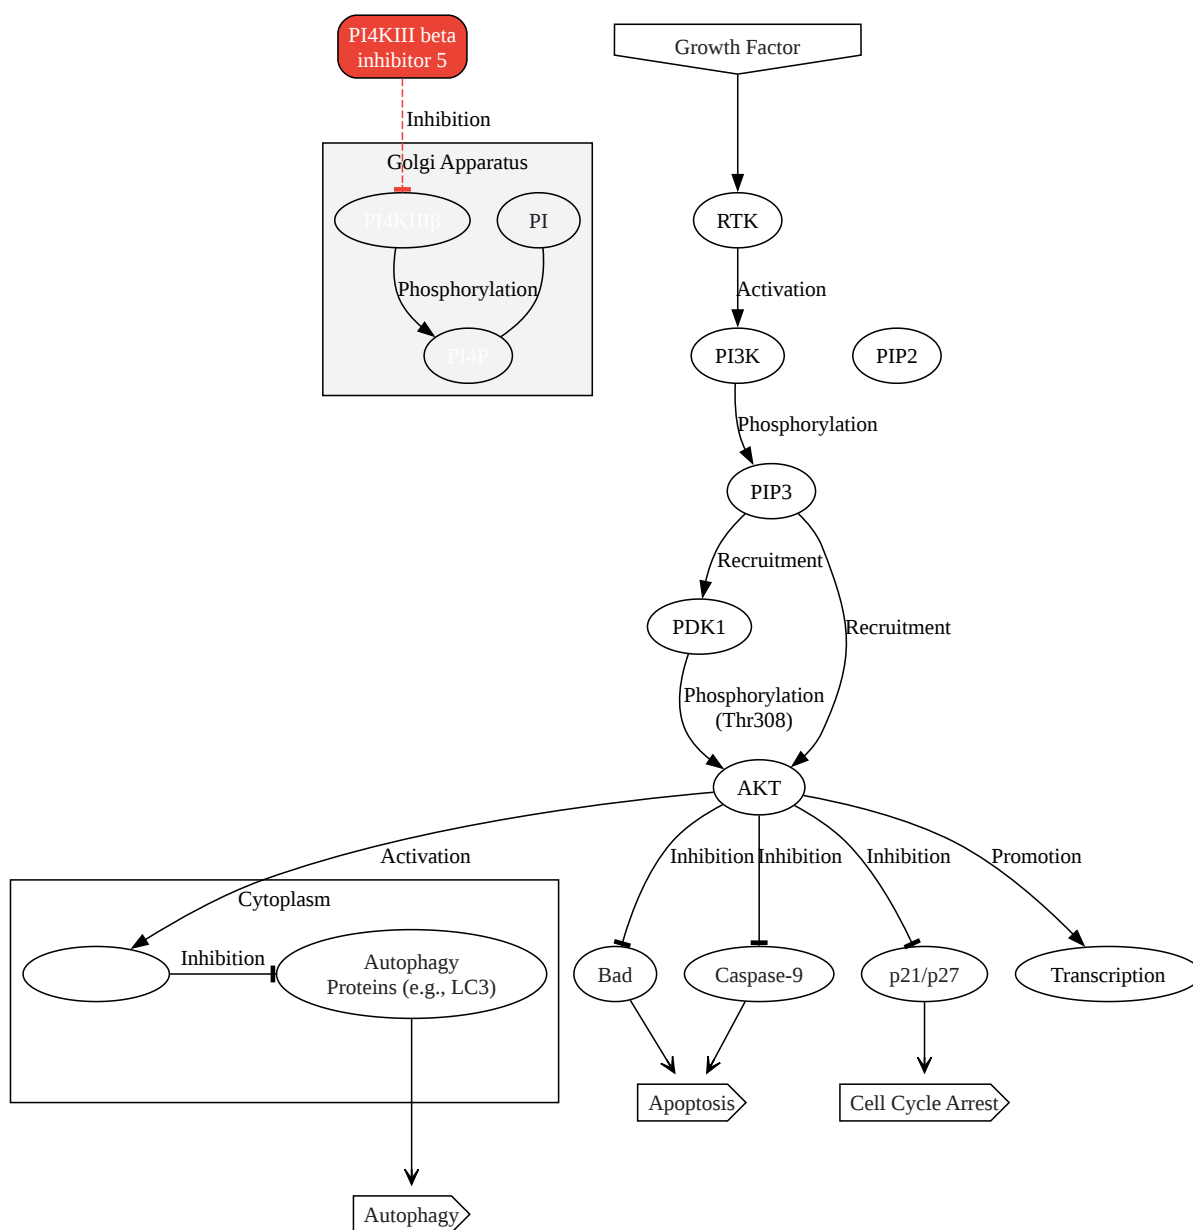 PI4KIII beta
inhibitor 5
Growth Factor
Inhibition
Golgi Apparatus
PI4KIIIβ
PI
RTK
Phosphorylation
Activation
PI4P
PI3K
PIP2
Phosphorylation
PIP3
Recruitment
PDK1
Recruitment
Phosphorylation
(Thr308)
AKT
Activation
Inhibition
Inhibition
Inhibition
Promotion
Cytoplasm
Inhibition
Autophagy
Proteins (e.g., LC3)
Bad
Caspase-9
p21/p27
Transcription
Apoptosis
Cell Cycle Arrest
Autophagy